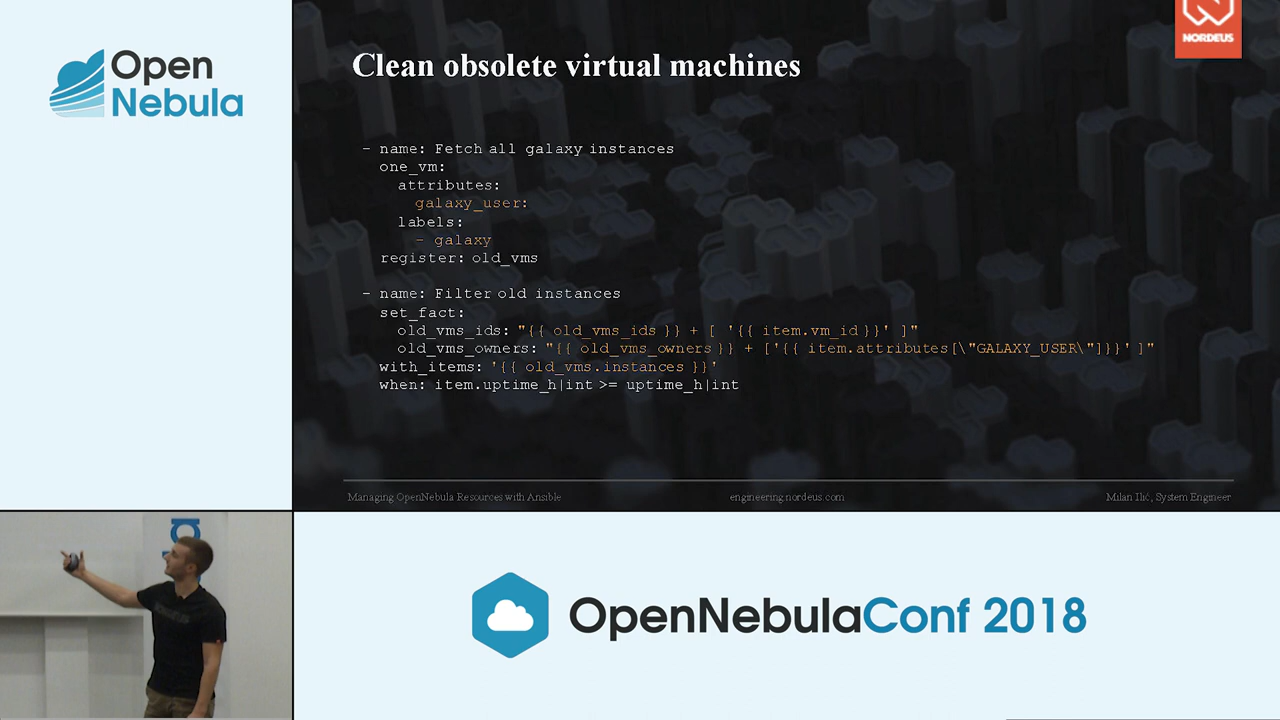 Open
Nebula
NORDEUS
Clean obsolete virtual machines
- name: Fetch all galaxy instances
one_vm:
attributes:
galaxy_user:
labels:
- galaxy
register: old_vms
- name: Filter old instances
set_fact:
old_vms_ids: "{{ old_vms_ids }} + [ '{{ item.vm_id }}' ]"
old_vms_owners: "{{ old_vms_owners }} + ['{{ item.attributes[\"GALAXY_USER\"]}}' ]"
with_items: '{{ old_vms.instances }}'
when: item.uptime_h|int >= uptime_h|int
Managing OpenNebula Resources with Ansible
engineering.nordeus.com
Milan Ilić, System Engineer
OpenNebulaConf 2018